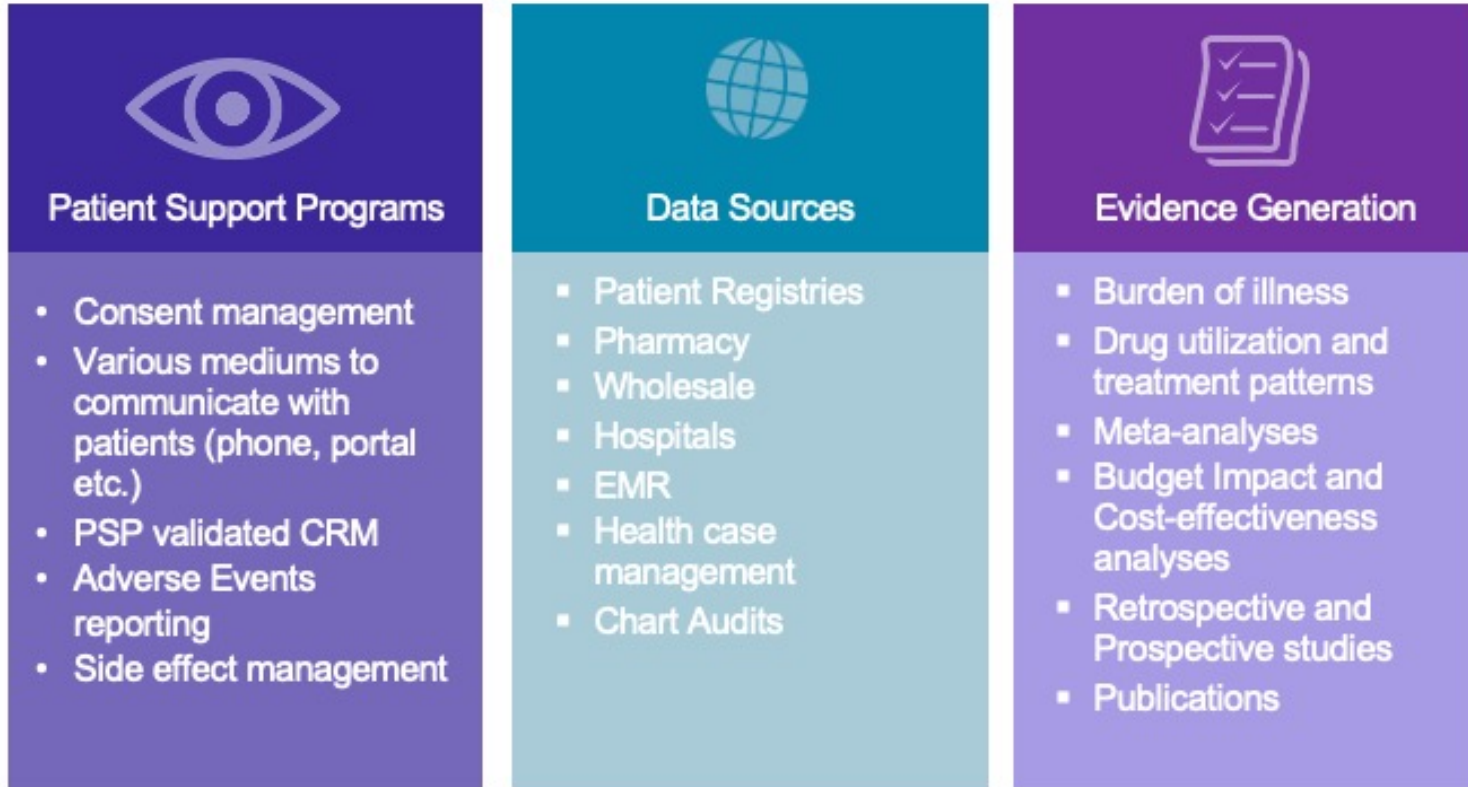 Patient Support Programs
• Consent management
• Various mediums to
communicate with
patients (phone, portal
etc.)
• PSP validated CRM
• Adverse Events
reporting
• Side effect management
Data Sources
▪ Patient Registries
▪ Pharmacy
▪ Wholesale
▪ Hospitals
▪ EMR
▪ Health case
management
▪ Chart Audits
Evidence Generation
▪ Burden of illness
▪ Drug utilization and
treatment patterns
▪ Meta-analyses
▪ Budget Impact and
Cost-effectiveness
analyses
▪ Retrospective and
Prospective studies
▪ Publications